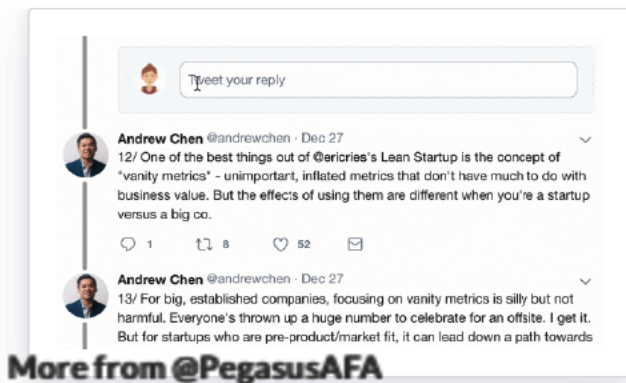 Tweet your reply
Andrew Chen @andrewchen · Dec 27
12/ One of the best things out of @ericries's Lean Startup is the concept of
"vanity metrics" - unimportant, inflated metrics that don't have much to do with
business value. But the effects of using them are different when you're a startup
versus a big co.
1 8 52
Andrew Chen @andrewchen · Dec 27
13/ For big, established companies, focusing on vanity metrics is silly but not
harmful. Everyone's thrown up a huge number to celebrate for an offsite. I get it.
But for startups who are pre-product/market fit, it can lead down a path towards
More from @PegasusAFA